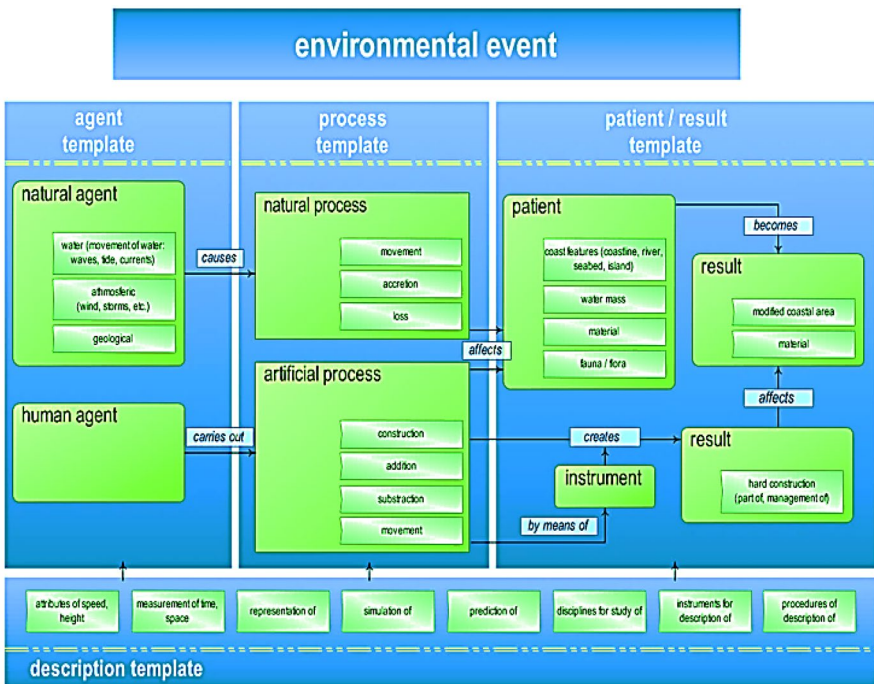 environmental event
agent
template
process
template
patient / result
template
natural agent
water (movement of water:
waves, tide, currents)
athmosferic
(wind, storms, etc.)
geological
causes
natural process
movement
accretion
loss
patient
coast features (coastine, river,
seabed, island)
water mass
material
fauna / flora
becomes
result
modified coastal area
material
affects
affects
human agent
carries out
artificial process
construction
addition
substraction
movement
creates
instrument
by means of
result
hard construction
(part of, management of)
attributes of speed,
height
measurement of time,
space
representation of
simulation of
prediction of
disciplines for study of
instruments for
description of
procedures of
description of
description template